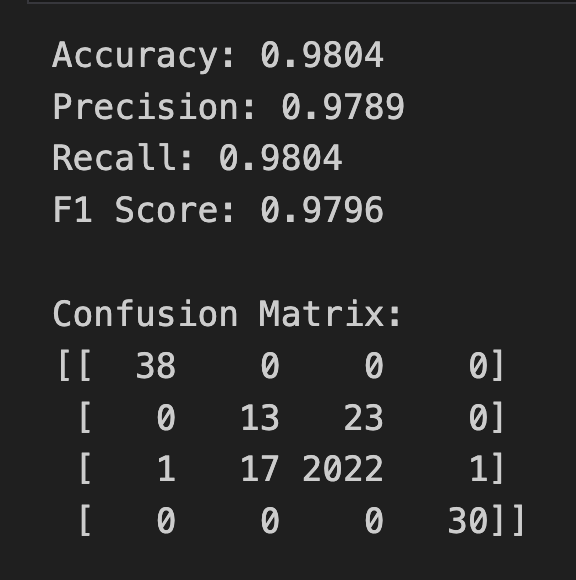 Accuracy: 0.9804
Precision: 0.9789
Recall: 0.9804
F1 Score: 0.9796
Confusion Matrix:
[[  38    0    0    0]
 [   0   13   23    0]
 [   1   17 2022    1]
 [   0    0    0   30]]